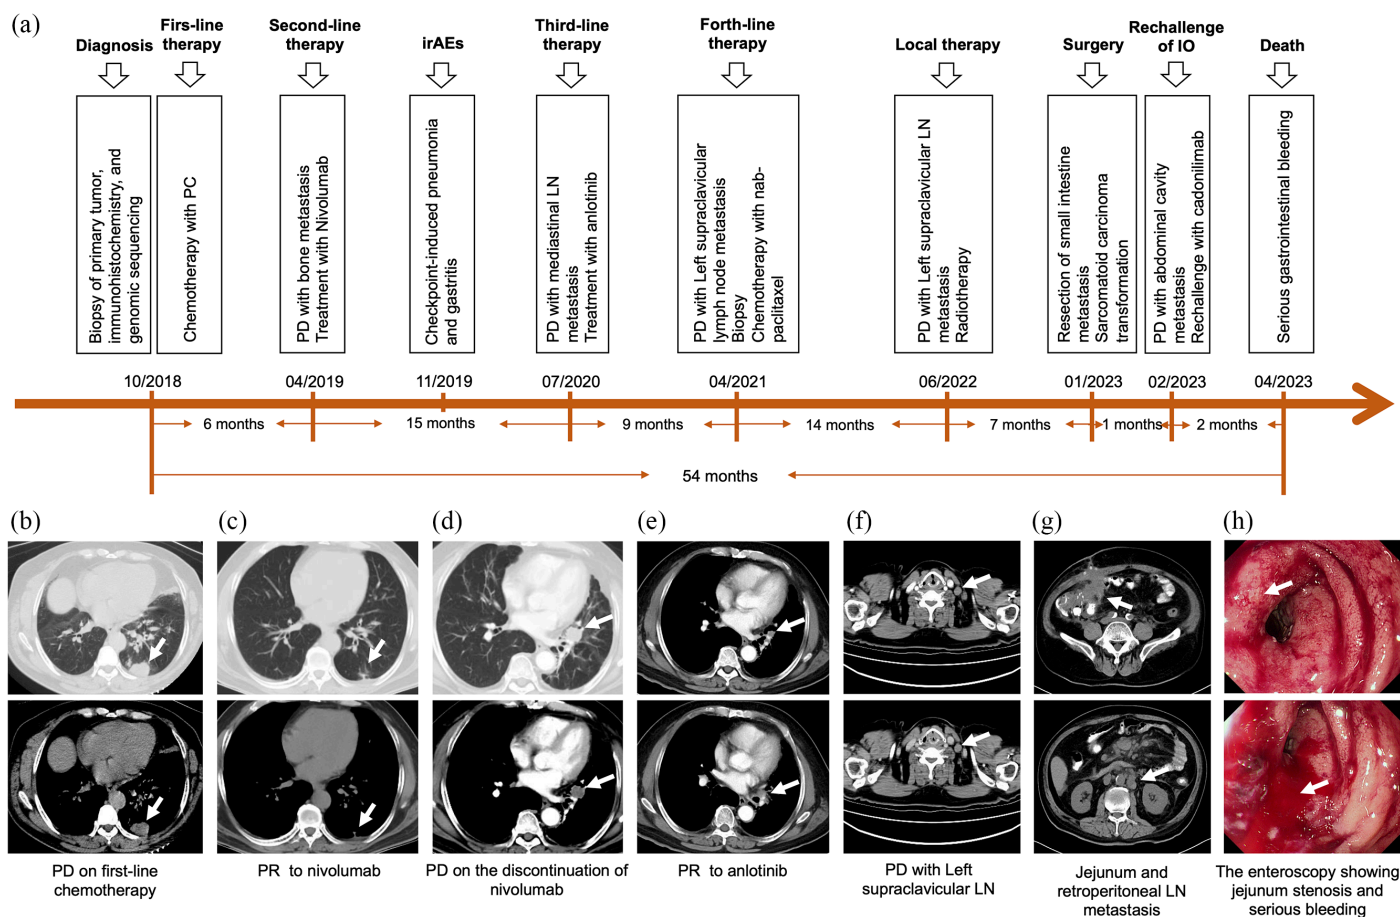 (a)
Diagnosis
Firs-line
therapy
Second-line
therapy
irAEs
Third-line
therapy
Forth-line
therapy
Local therapy
Surgery
Rechallenge
of IO
Death
Biopsy of primary tumor,
immunohistochemistry, and
genomic sequencing
Chemotherapy with PC
PD with bone metastasis
Treatment with Nivolumab
Checkpoint-induced pneumonia
and gastritis
PD with mediastinal LN
metastasis
Treatment with anlotinib
PD with Left supraclavicular
lymph node metastasis
Biopsy
Chemotherapy with nab-
paclitaxel
PD with Left supraclavicular LN
metastasis
Radiotherapy
Resection of small intestine
metastasis
Sarcomatoid carcinoma
transformation
PD with abdominal cavity
metastasis
Rechallenge with cadonilimab
Serious gastrointestinal bleeding
10/2018
04/2019
11/2019
07/2020
04/2021
06/2022
01/2023
02/2023
04/2023
6 months
15 months
9 months
14 months
7 months
1 months
2 months
54 months
(b)
(c)
(d)
(e)
(f)
(g)
(h)
PD on first-line
chemotherapy
PR to nivolumab
PD on the discontinuation of
nivolumab
PR to anlotinib
PD with Left
supraclavicular LN
Jejunum and
retroperitoneal LN
metastasis
The enteroscopy showing
jejunum stenosis and
serious bleeding